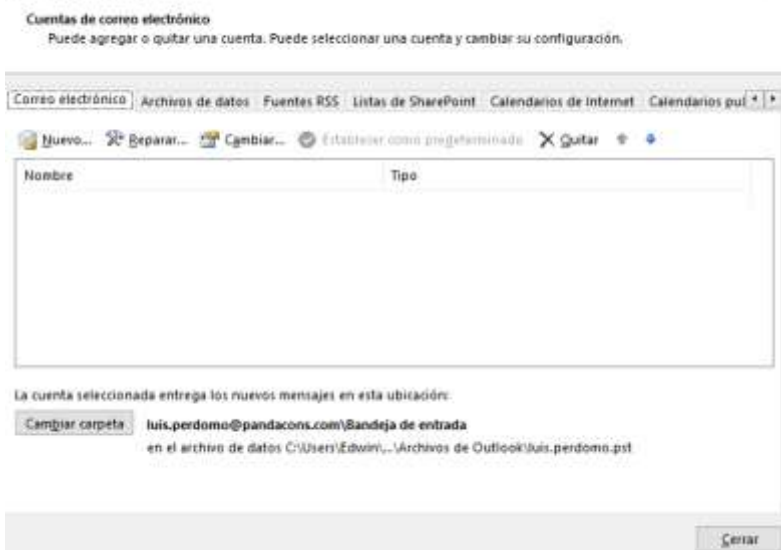 Cuentas de correo electrónico
Puede agregar o quitar una cuenta. Puede seleccionar una cuenta y cambiar su configuración.
Correo electrónico Archivos de datos Fuentes RSS Listas de SharePoint Calendarios de Internet Calendarios pul
Nuevo... Reparar... Cambiar... Establecer como predeterminado Quitar
Nombre Tipo
La cuenta seleccionada entrega los nuevos mensajes en esta ubicación:
Cambiar carpeta luis.perdomo@pandacons.com\Bandeja de entrada
en el archivo de datos C:\Users\Edwin\...\Archivos de Outlook\luis.perdomo.pst
Cerrar